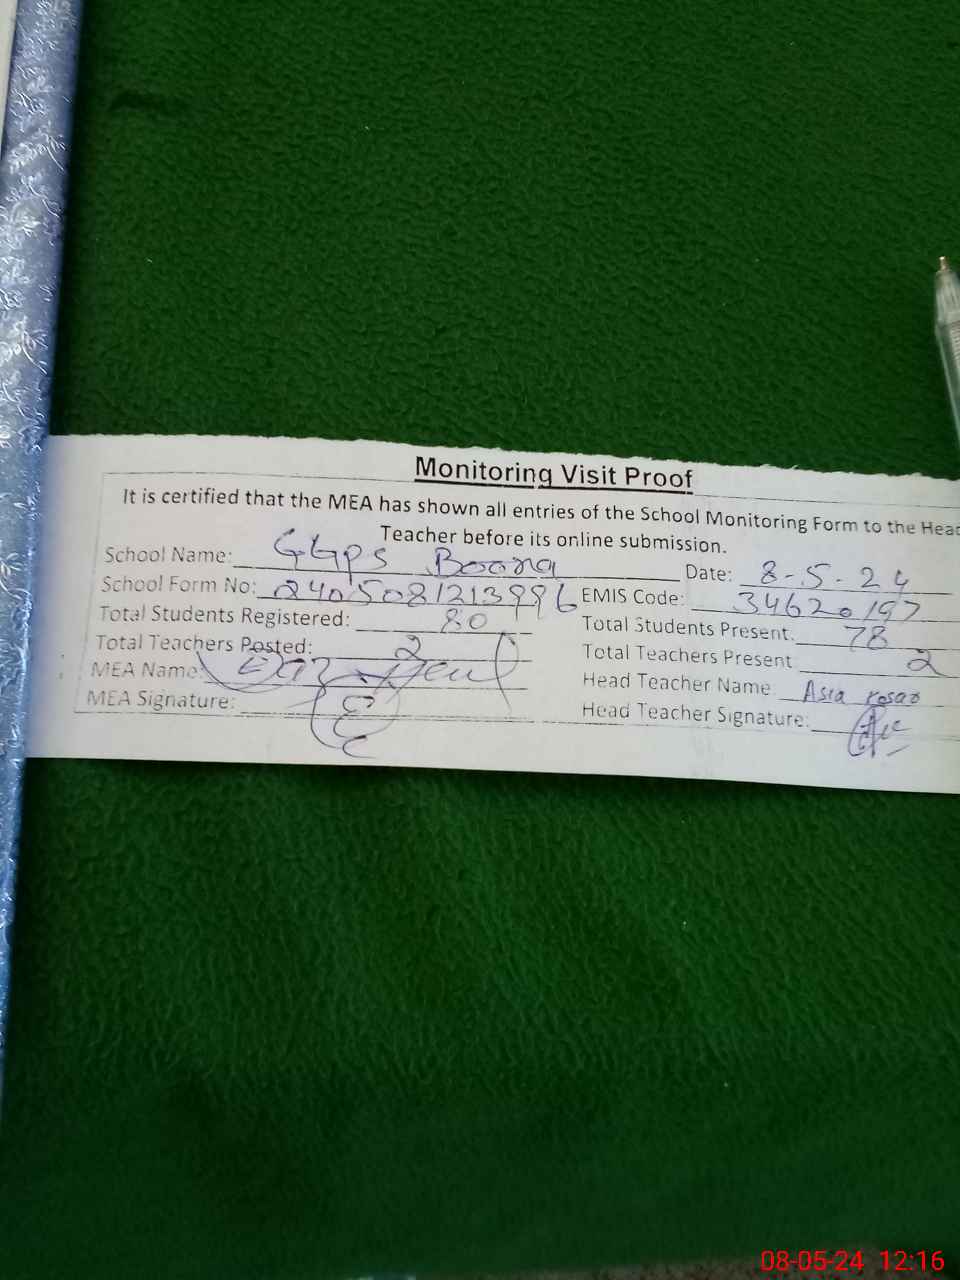 Monitoring Visit Proof
It is certified that the MEA has shown all entries of the School Monitoring Form to the Head
Teacher before its online submission.
School Name: GGPS Boora Date: 8-5-24
School Form No: 2405081213996 EMIS Code: 34620197
Total Students Registered: 80 Total Students Present: 78
Total Teachers Posted: 2 Total Teachers Present 2
MEA Name: Head Teacher Name Asia
MEA Signature: Head Teacher Signature:
08-05-24 12:16